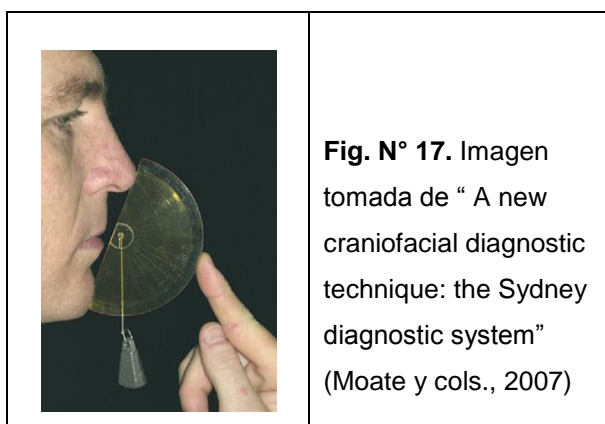 Fig. N° 17. Imagen
tomada de “ A new
craniofacial diagnostic
technique: the Sydney
diagnostic system”
(Moate y cols., 2007)